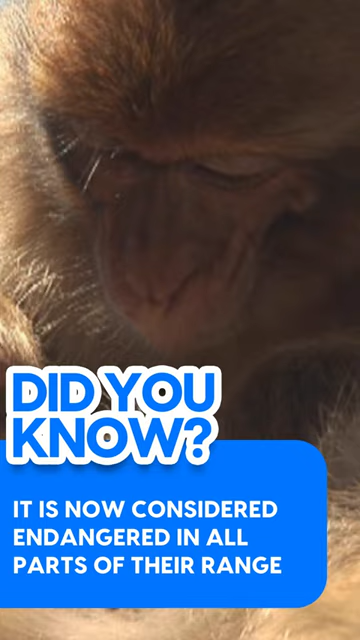 DID YOU
KNOW?
IT IS NOW CONSIDERED
ENDANGERED IN ALL
PARTS OF THEIR RANGE